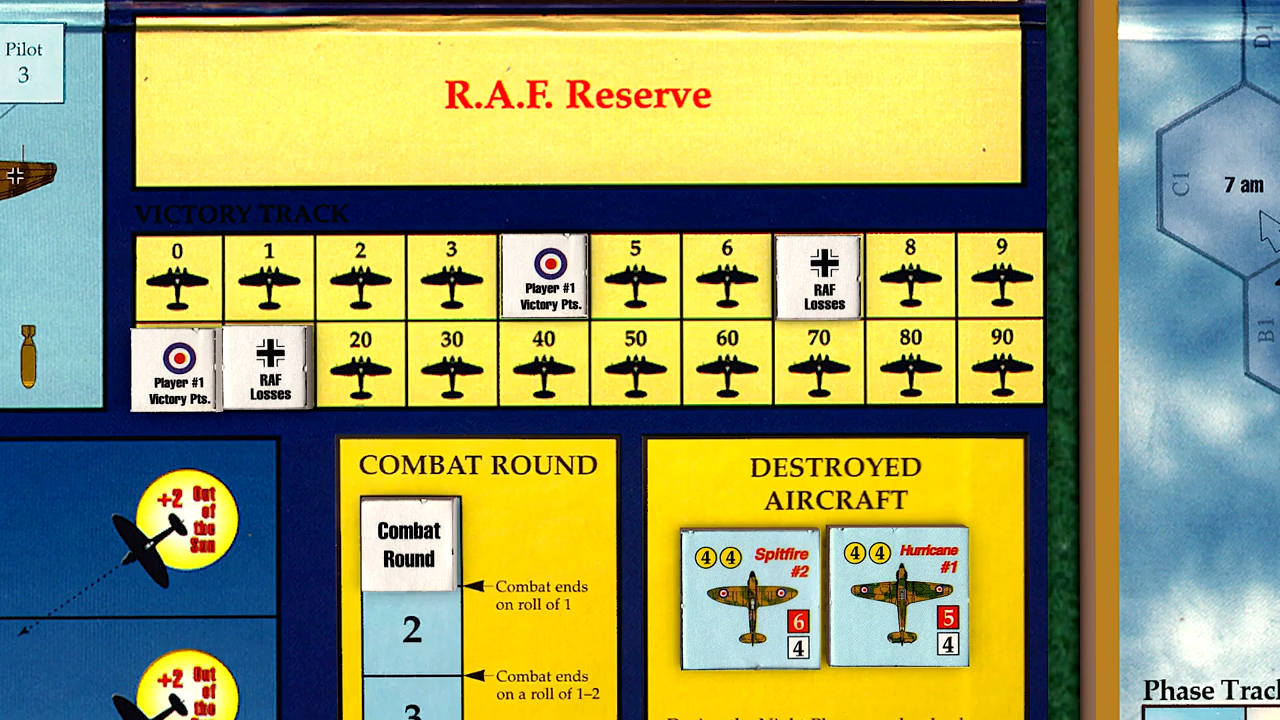 Pilot
3
R.A.F. Reserve
D1
C1
7 am
B1
VICTORY TRACK
0 1 2 3 5 6 8 9
Player #1
Victory Pts.
RAF
Losses
20 30 40 50 60 70 80 90
Player #1
Victory Pts.
RAF
Losses
+2 Out
of
the
Sun
+2 Out
of
COMBAT ROUND
Combat
Round
Combat ends
on roll of 1
2
Combat ends
on a roll of 1–2
3
DESTROYED
AIRCRAFT
4 4 Spitfire
#2
6
4
4 4 Hurricane
#1
5
4